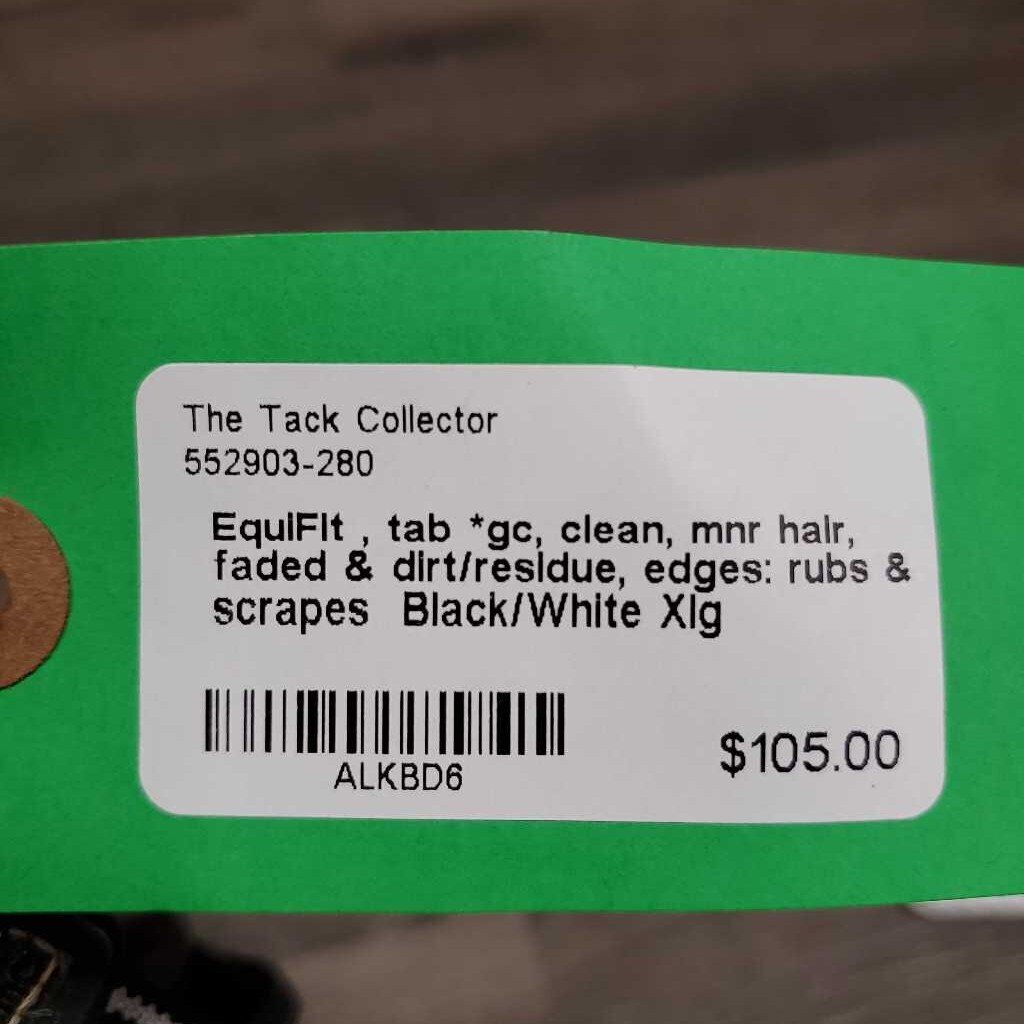 The Tack Collector
552903-280
EquiFit , tab *gc, clean, mnr hair,
faded & dirt/residue, edges: rubs &
scrapes Black/White Xlg
ALKBD6
$105.00